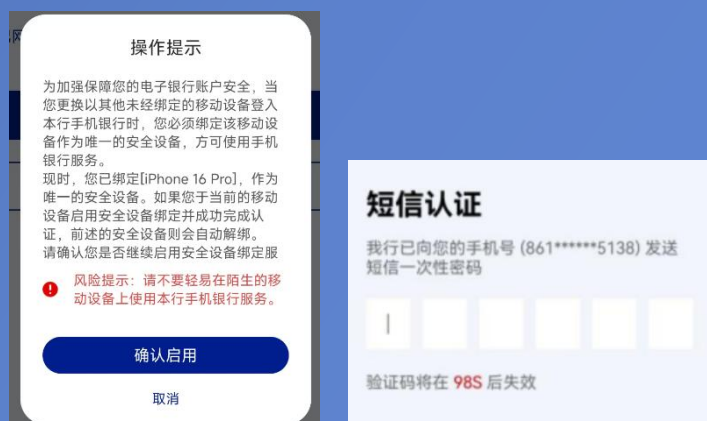 操作提示
为加强保障您的电子银行账户安全，当
您更换以其他未经绑定的移动设备登入
本行手机银行时，您必须绑定该移动设
备作为唯一的安全设备，方可使用手机
银行服务。
现时，您已绑定[iPhone 16 Pro]，作为
唯一的安全设备。如果您于当前的移动
设备启用安全设备绑定并成功完成认
证，前述的安全设备则会自动解绑。
请确认您是否继续启用安全设备绑定服
风险提示：请不要轻易在陌生的移
动设备上使用本行手机银行服务。
确认启用
取消
短信认证
我行已向您的手机号 (861******5138) 发送
短信一次性密码
验证码将在 98S 后失效